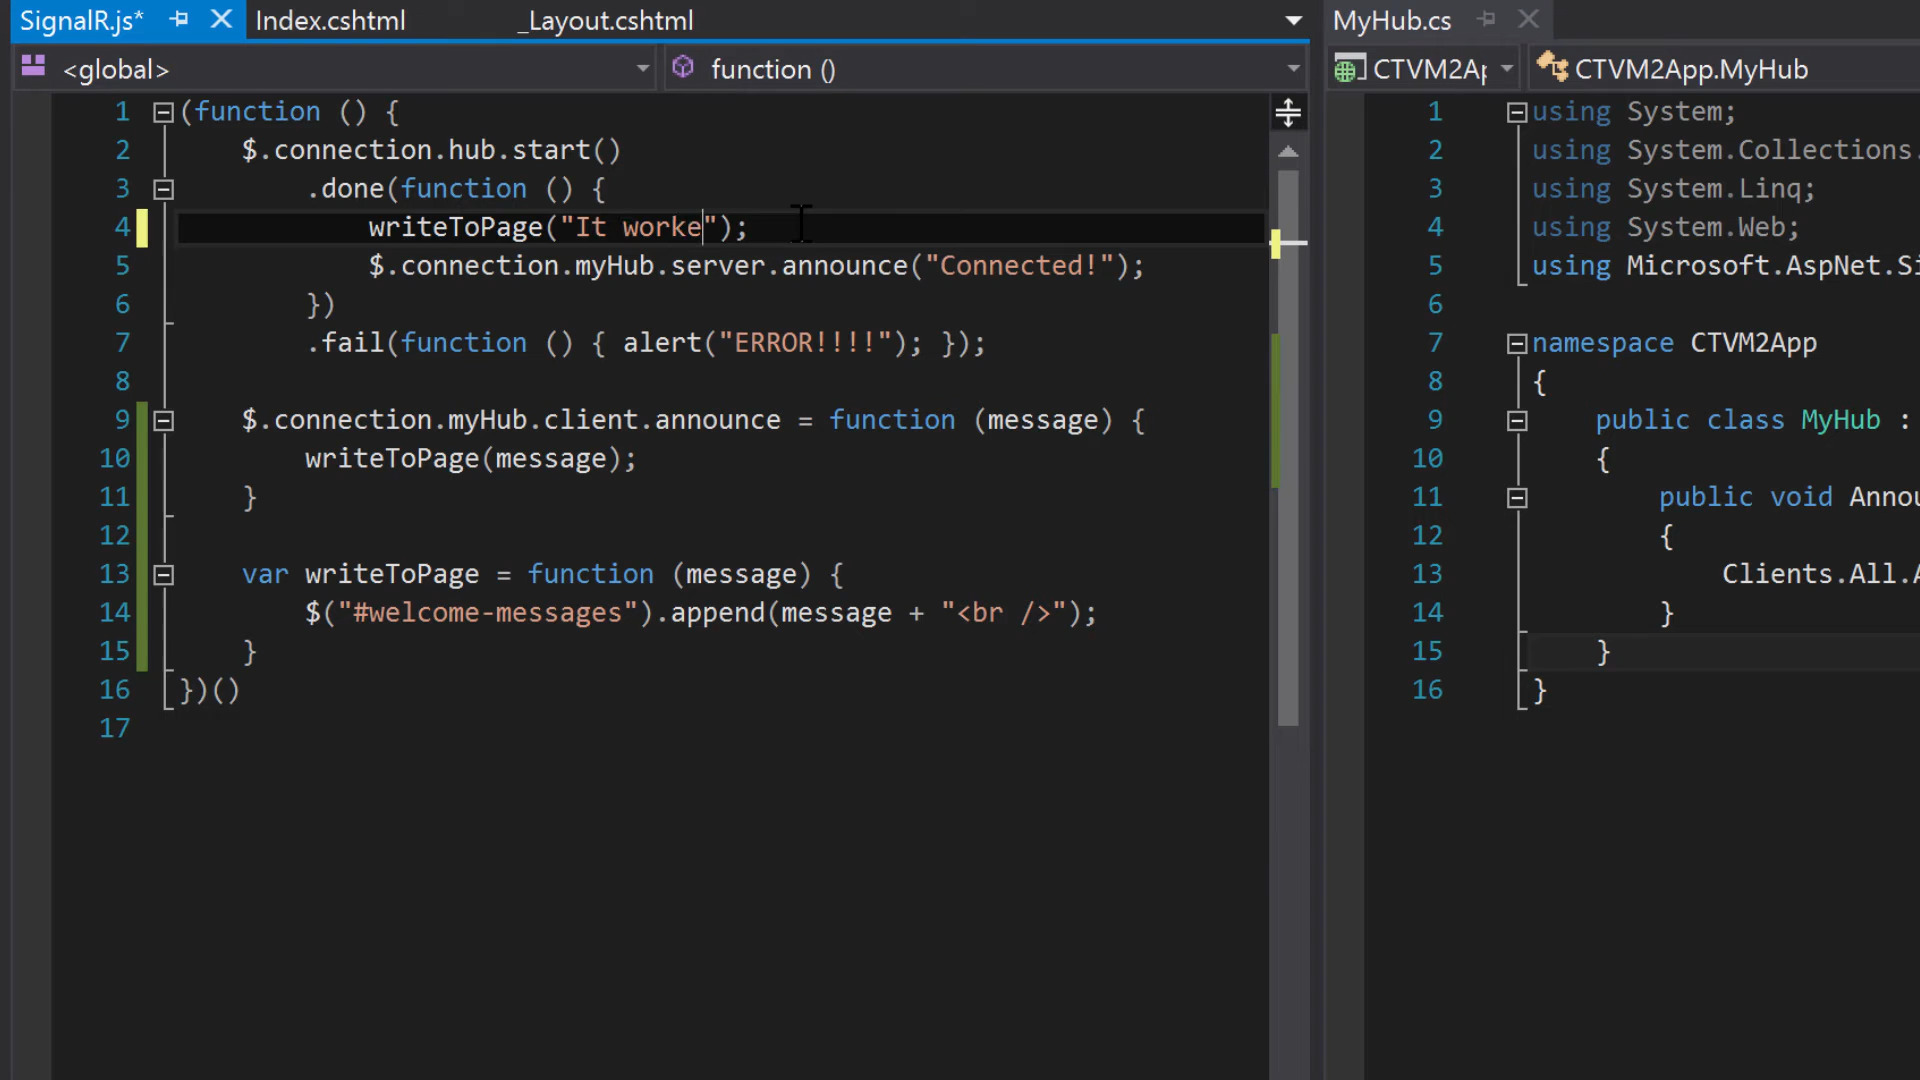 SignalR.js* Index.cshtml _Layout.cshtml
<global> function ()
1 (function () {
2 $.connection.hub.start()
3 .done(function () {
4 writeToPage("It worke");
5 $.connection.myHub.server.announce("Connected!");
6 })
7 .fail(function () { alert("ERROR!!!!"); });
8
9 $.connection.myHub.client.announce = function (message) {
10 writeToPage(message);
11 }
12
13 var writeToPage = function (message) {
14 $("#welcome-messages").append(message + "<br />");
15 }
16 })()
17
MyHub.cs
CTVM2Ap CTVM2App.MyHub
1 using System;
2 using System.Collections.
3 using System.Linq;
4 using System.Web;
5 using Microsoft.AspNet.Si
6
7 namespace CTVM2App
8 {
9 public class MyHub :
10 {
11 public void Annou
12 {
13 Clients.All.A
14 }
15 }
16 }